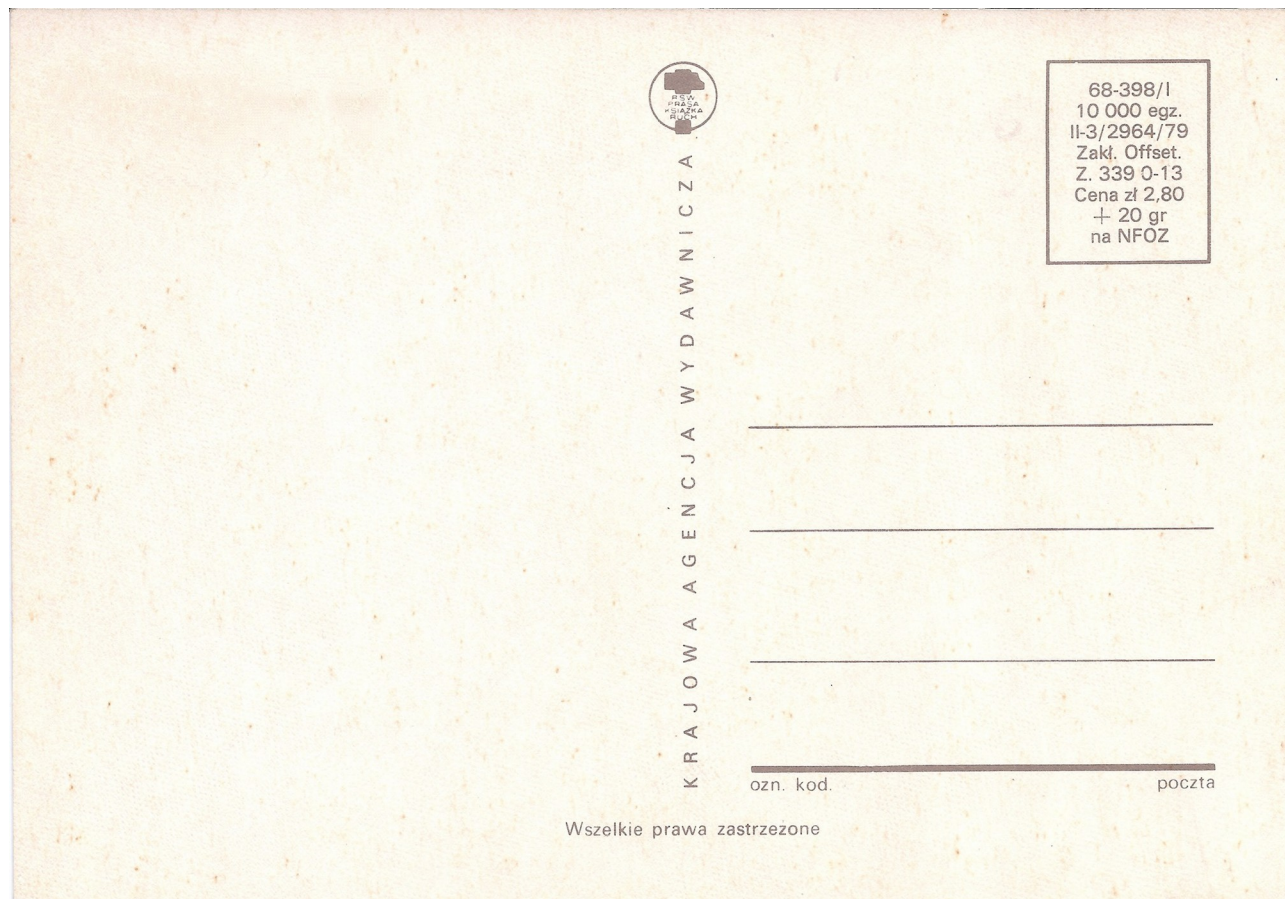 RSW
PRASA
KSIĄŻKA
RUCH
KRAJOWA AGENCJA WYDAWNICZA
68-398/I
10 000 egz.
II-3/2964/79
Zakł. Offset.
Z. 339 0-13
Cena zł 2,80
+ 20 gr
na NFOZ
ozn. kod.
poczta
Wszelkie prawa zastrzeżone